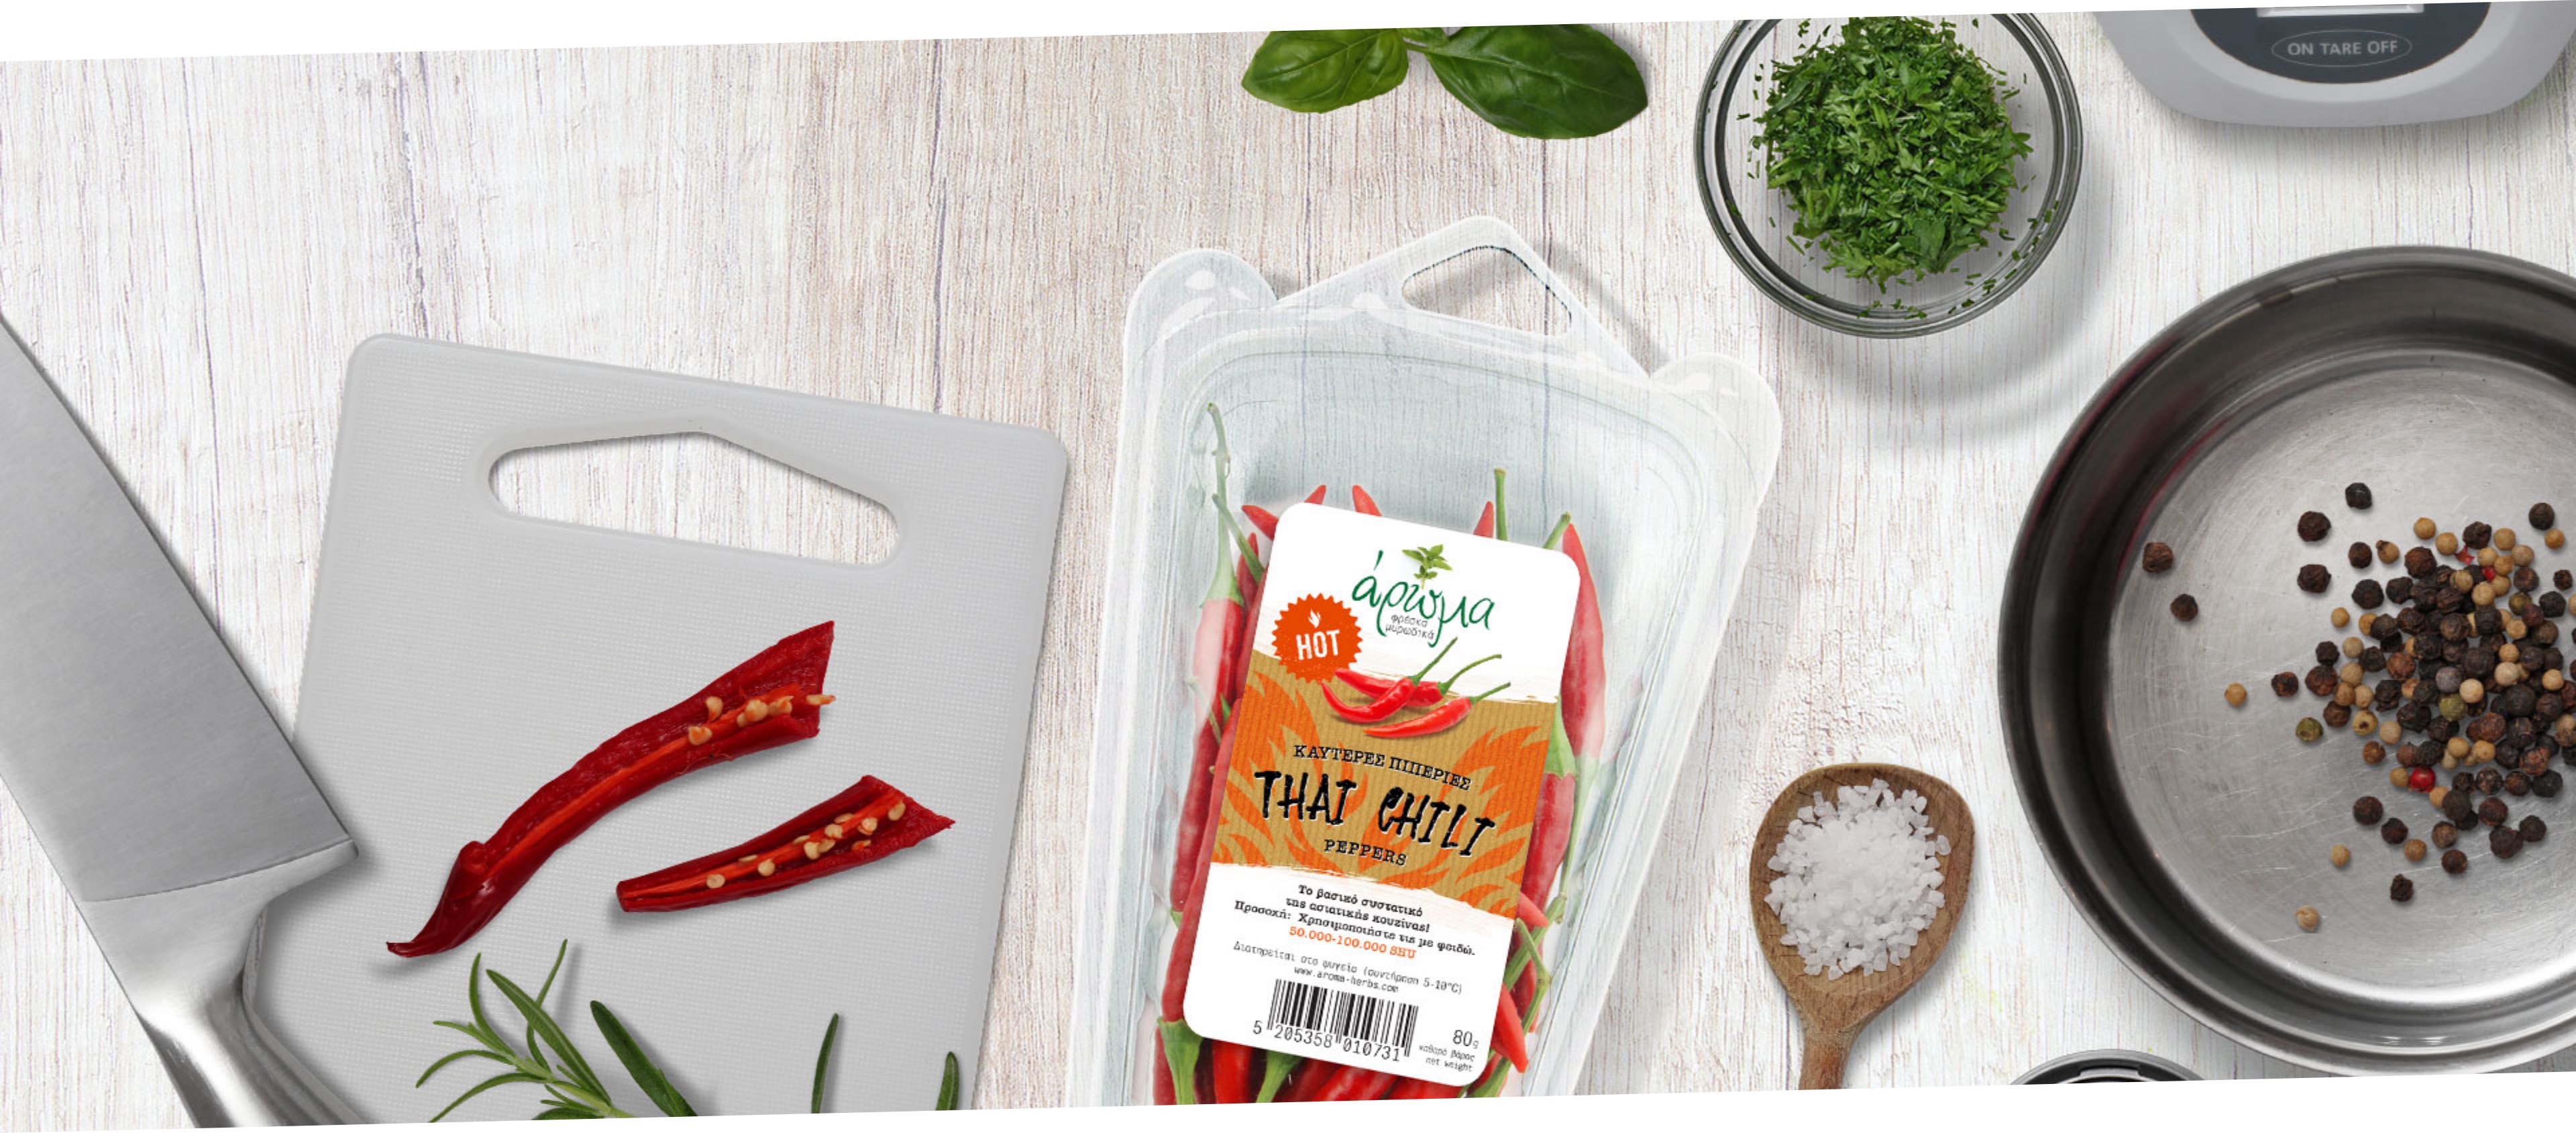 ON TARE OFF
άρωμα
φρέσκα
μυρωδικά
HOT
ΚΑΥΤΕΡΕΣ ΠΙΠΕΡΙΕΣ
THAI CHILI
PEPPERS
Το βασικό συστατικό
της ασιατικής κουζίνας!
Προσοχή: Χρησιμοποιήστε τις με φειδώ.
50.000-100.000 SHU
Διατηρείται στο ψυγείο (συντήρηση 5-10°C)
www.aroma-herbs.com
5 205358 010731
80g
καθαρό βάρος
net weight